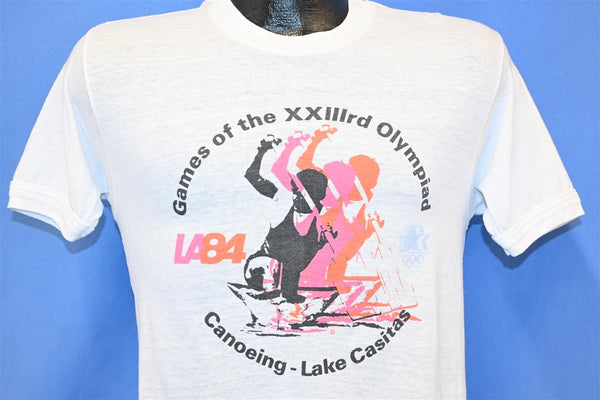 Games of the XXIIIrd Olympiad
LA84
Canoeing - Lake Casitas